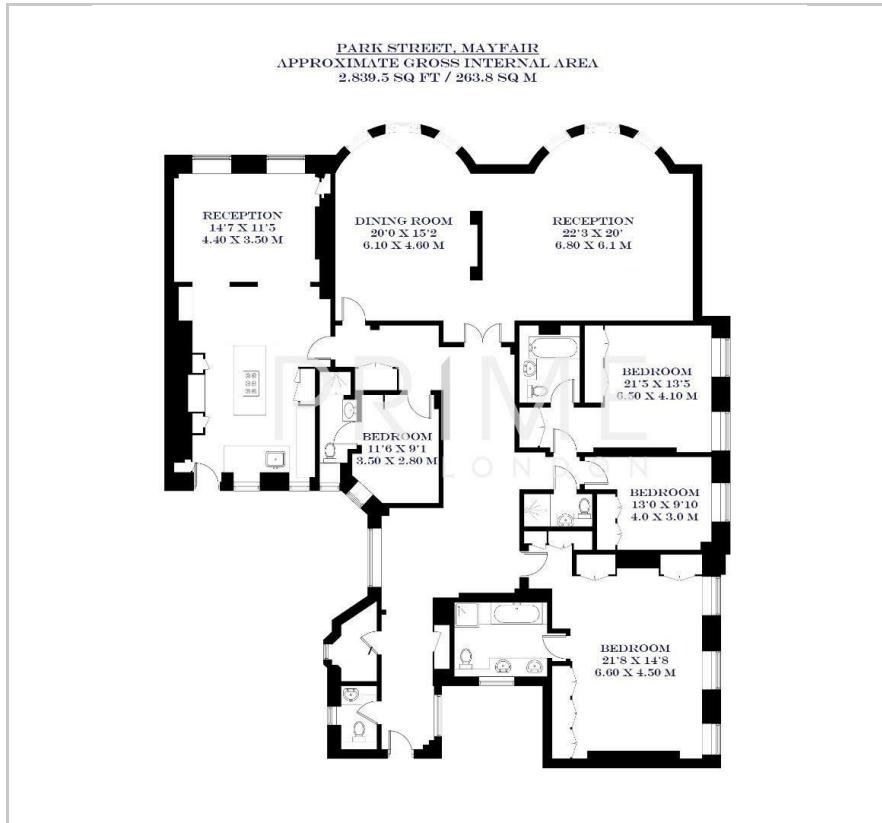 PARK STREET, MAYFAIR
APPROXIMATE GROSS INTERNAL AREA
2.839.5 SQ FT / 263.8 SQ M
RECEPTION
14'7 X 11'5
4.40 X 3.50 M
DINING ROOM
20'0 X 15'2
6.10 X 4.60 M
RECEPTION
22'3 X 20'
6.80 X 6.1 M
BEDROOM
21'5 X 13'5
6.50 X 4.10 M
PRIME
LONDON
BEDROOM
11'6 X 9'1
3.50 X 2.80 M
BEDROOM
13'0 X 9'10
4.0 X 3.0 M
BEDROOM
21'8 X 14'8
6.60 X 4.50 M